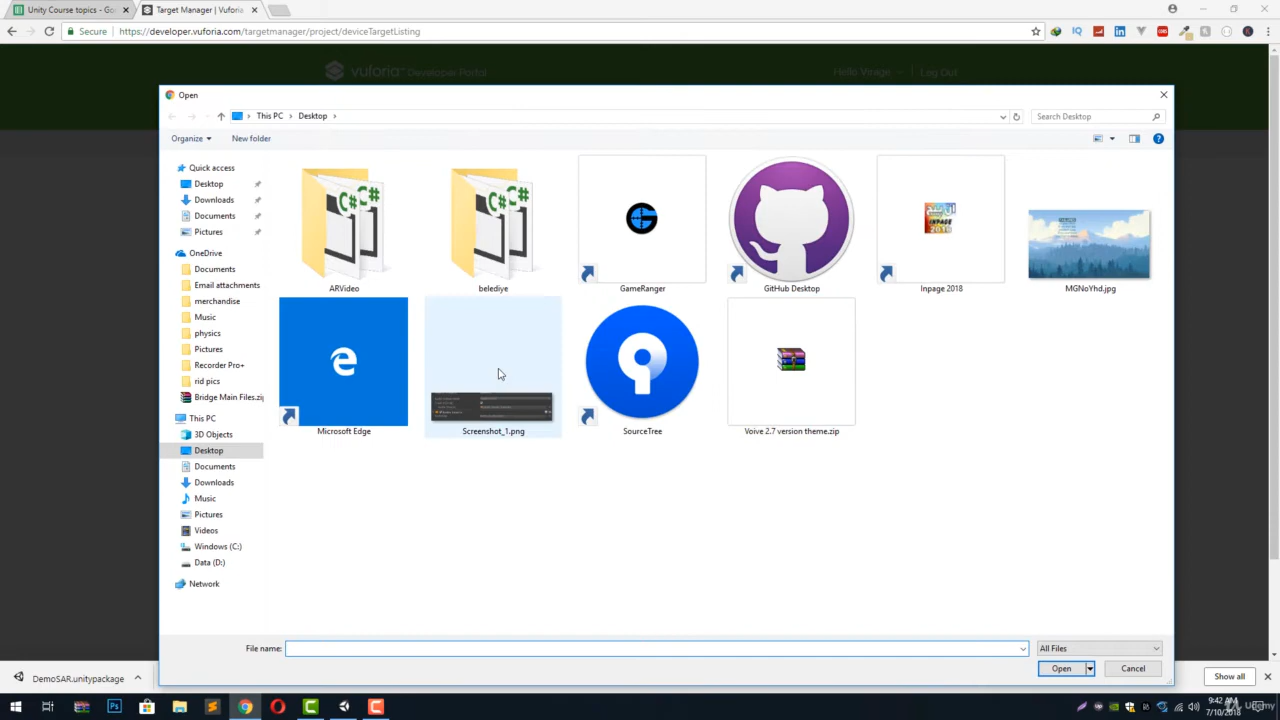 Unity Course topics - Go
Target Manager | Vuforia
Secure
https://developer.vuforia.com/targetmanager/project/deviceTargetListing
vuforia Developer Portal
Hello Virage
Log Out
Open
This PC
Desktop
Search Desktop
Organize
New folder
Quick access
Desktop
Downloads
Documents
Pictures
OneDrive
Documents
Email attachments
merchandise
Music
physics
Pictures
Recorder Pro+
rid pics
Bridge Main Files.zip
This PC
3D Objects
Desktop
Documents
Downloads
Music
Pictures
Videos
Windows (C:)
Data (D:)
Network
ARVideo
belediye
GameRanger
GitHub Desktop
Inpage 2018
MGNoYhd.jpg
Microsoft Edge
Screenshot_1.png
SourceTree
Voive 2.7 version theme.zip
File name:
All Files
Open
Cancel
DemoSAR.unitypackage
Show all
9:42 AM
7/10/2018
Udemy